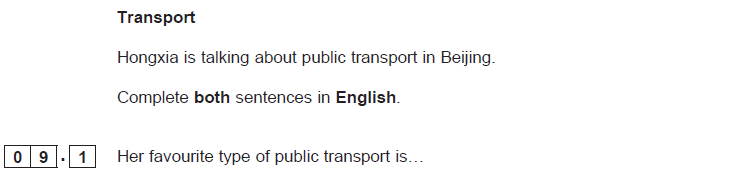 Transport
Hongxia is talking about public transport in Beijing.
Complete both sentences in English.
0 9 . 1 Her favourite type of public transport is…